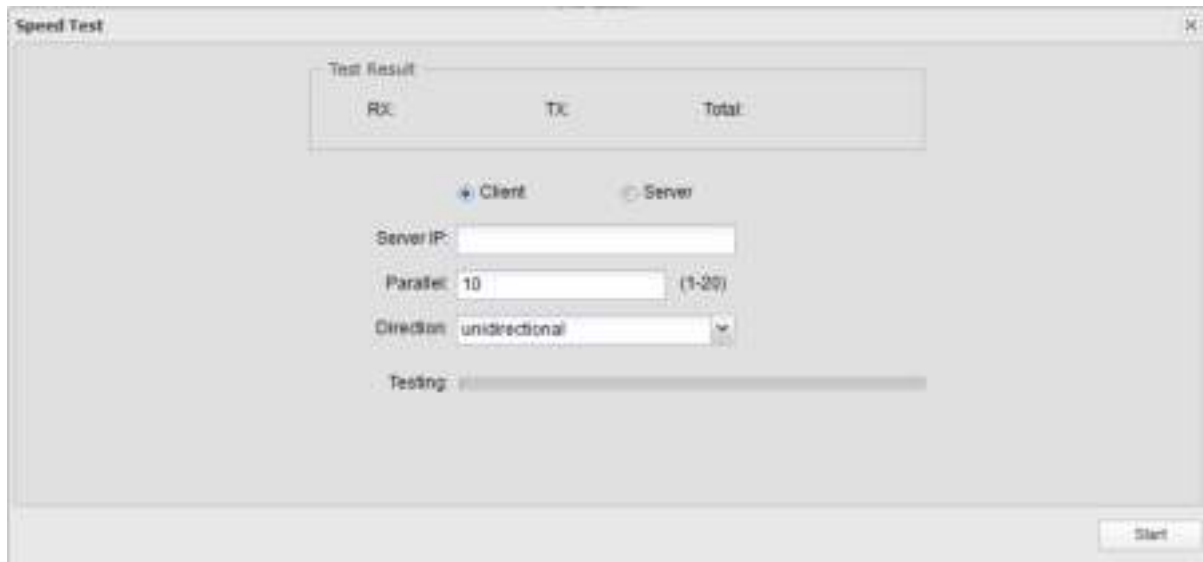 Speed Test
Test Result
RX: TX: Total:
Client Server
Server IP:
Parallel: 10 (1-20)
Direction: unidirectional
Testing:
Start